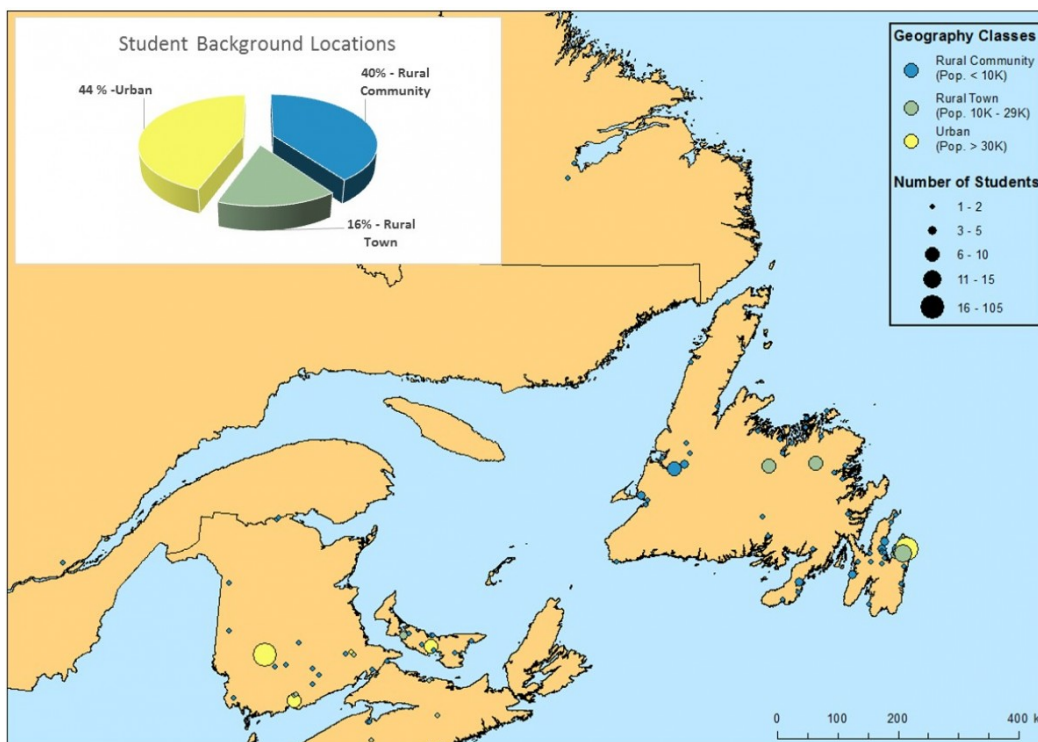 Student Background Locations
44 % -Urban
40% - Rural
Community
16% - Rural
Town
Geography Classes
Rural Community
(Pop. < 10K)
Rural Town
(Pop. 10K - 29K)
Urban
(Pop. > 30K)
Number of Students
1 - 2
3 - 5
6 - 10
11 - 15
16 - 105
0 100 200 400 k